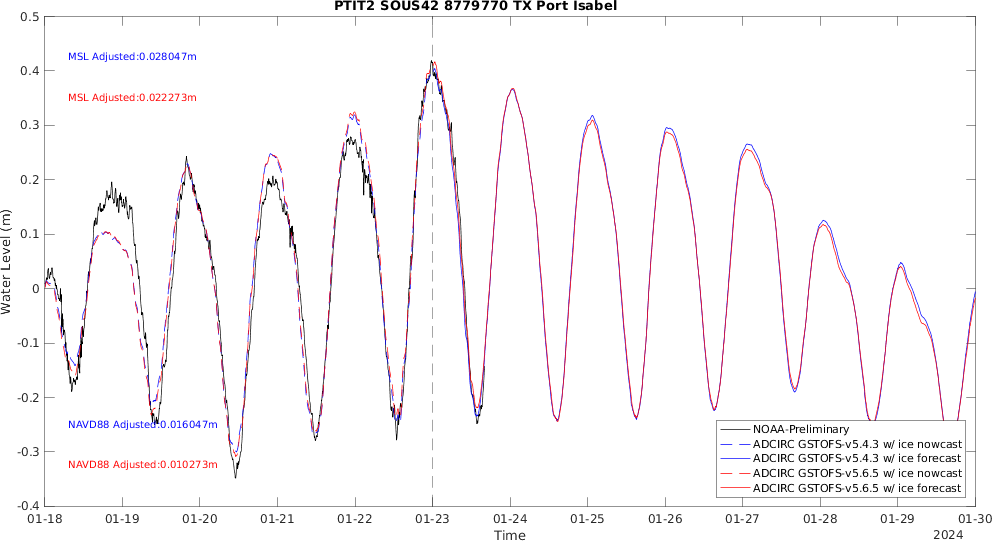 PTIT2 SOUS42 8779770 TX Port Isabel
0.5
0.4
0.3
0.2
0.1
0
-0.1
-0.2
-0.3
-0.4
Water Level (m)
MSL Adjusted:0.028047m
MSL Adjusted:0.022273m
NAVD88 Adjusted:0.016047m
NAVD88 Adjusted:0.010273m
NOAA-Preliminary
ADCIRC GSTOFS-v5.4.3 w/ ice nowcast
ADCIRC GSTOFS-v5.4.3 w/ ice forecast
ADCIRC GSTOFS-v5.6.5 w/ ice nowcast
ADCIRC GSTOFS-v5.6.5 w/ ice forecast
01-18 01-19 01-20 01-21 01-22 01-23 01-24 01-25 01-26 01-27 01-28 01-29 01-30
Time
2024